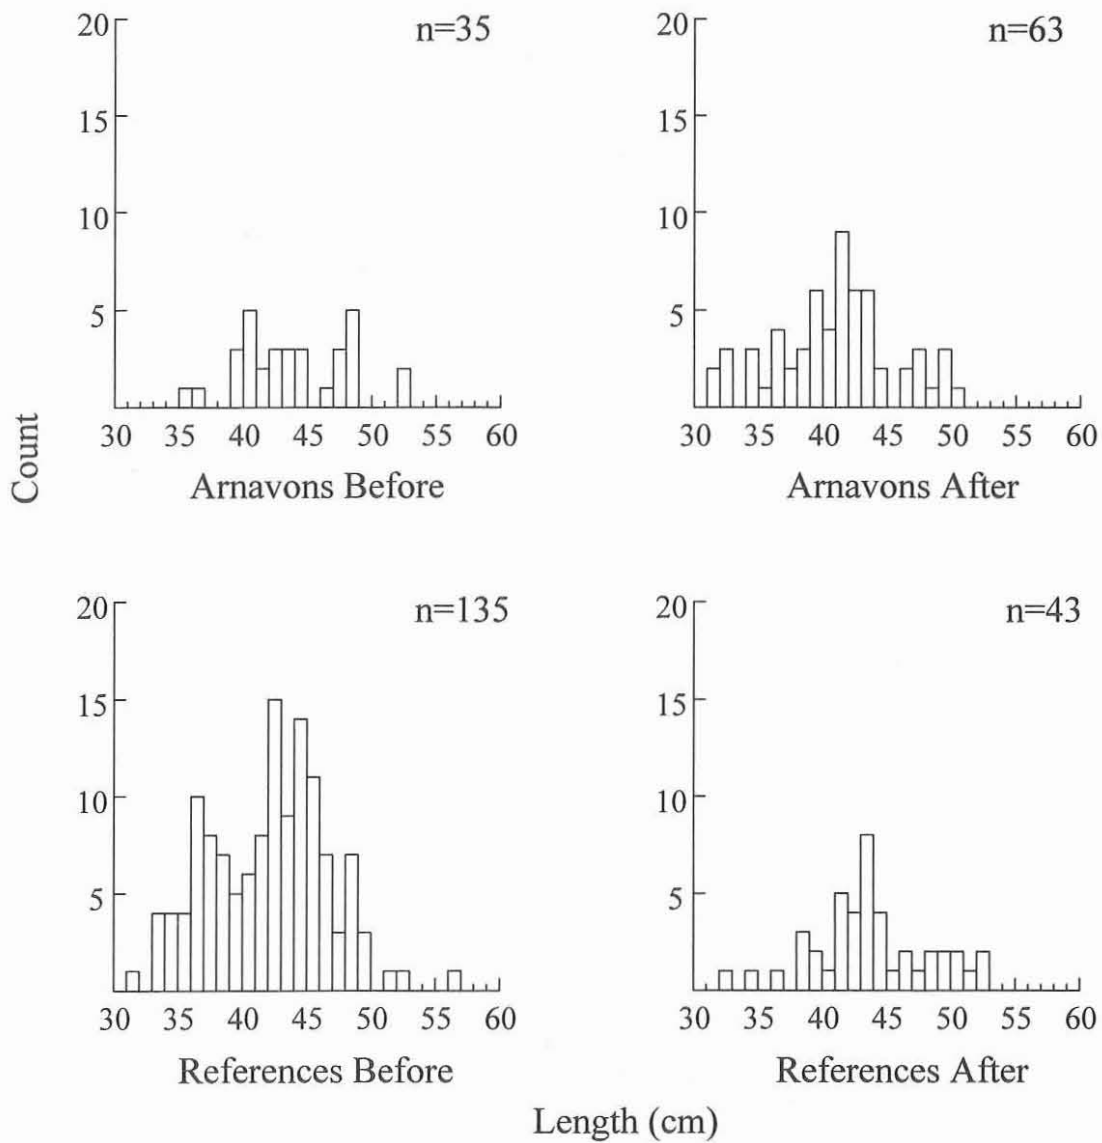 20
n=35
15
10
5
30 35 40 45 50 55 60
Arnavons Before
20
n=63
15
10
5
30 35 40 45 50 55 60
Arnavons After
Count
20
n=135
15
10
5
30 35 40 45 50 55 60
References Before
20
n=43
15
10
5
30 35 40 45 50 55 60
References After
Length (cm)